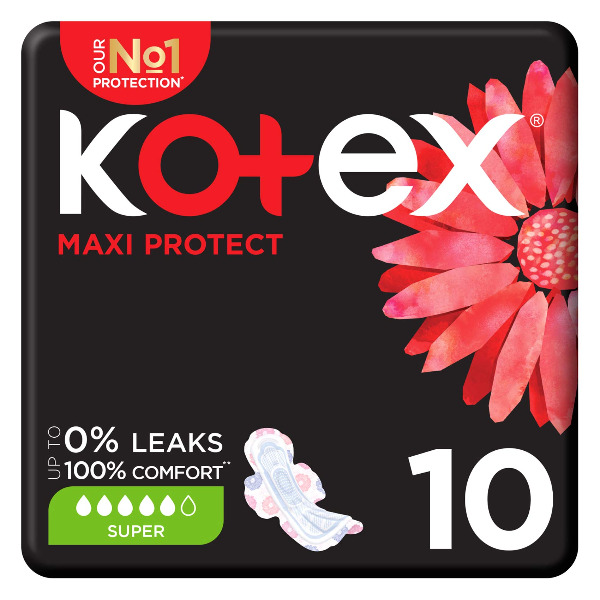 OUR
No1
PROTECTION*
Kotex®
MAXI PROTECT
UP TO
0% LEAKS
100% COMFORT**
SUPER
10